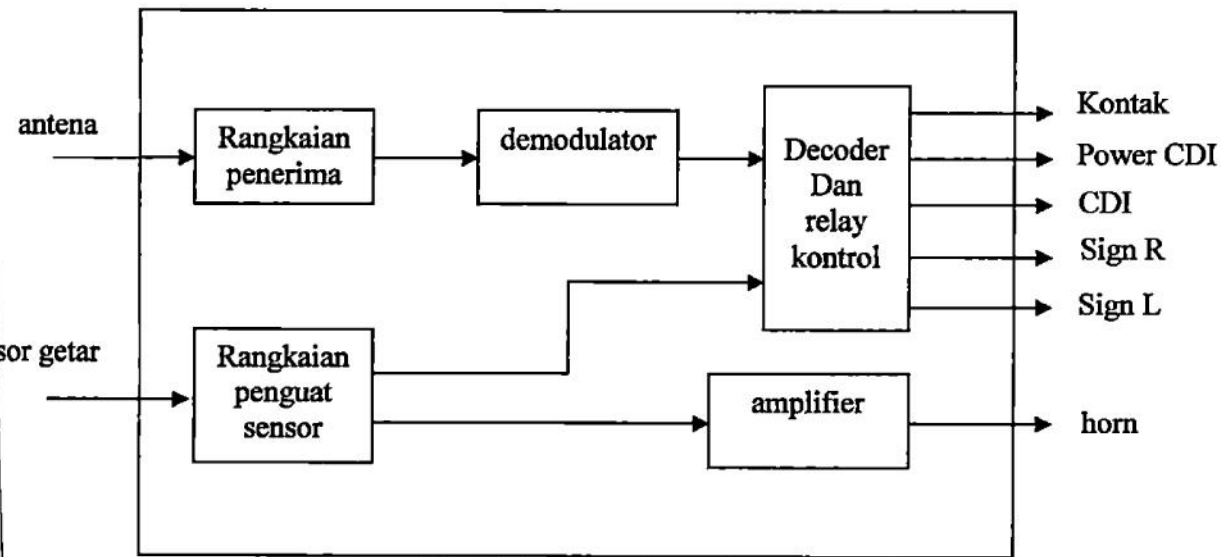 antena
Rangkaian
penerima
demodulator
Decoder
Dan
relay
kontrol
Kontak
Power CDI
CDI
Sign R
Sign L
getar
Rangkaian
penguat
sensor
amplifier
horn